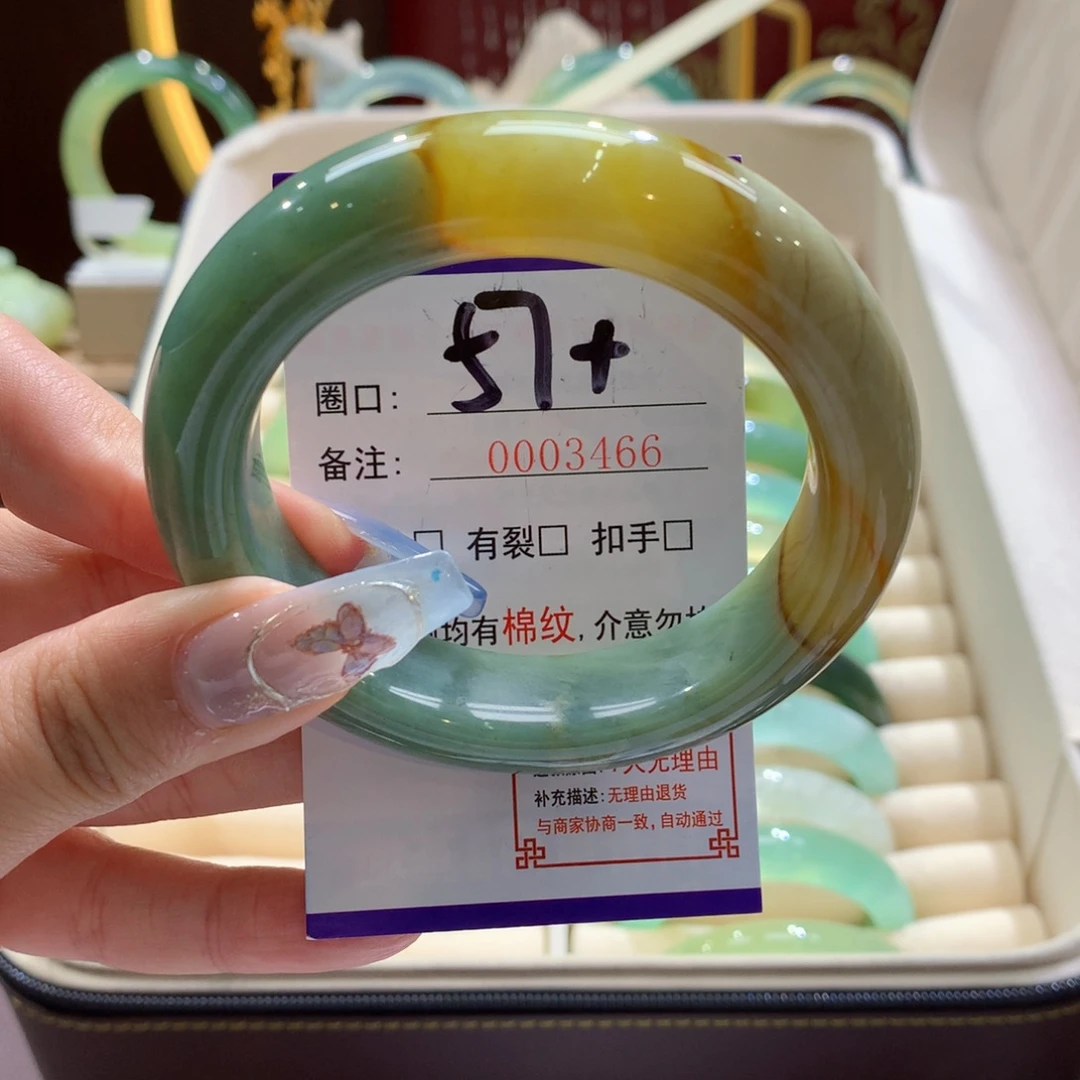 圈口: 57+
备注: 0003466
□ 有裂□ 扣手□
均有棉纹, 介意勿
无理由
补充描述: 无理由退货
与商家协商一致, 自动通过